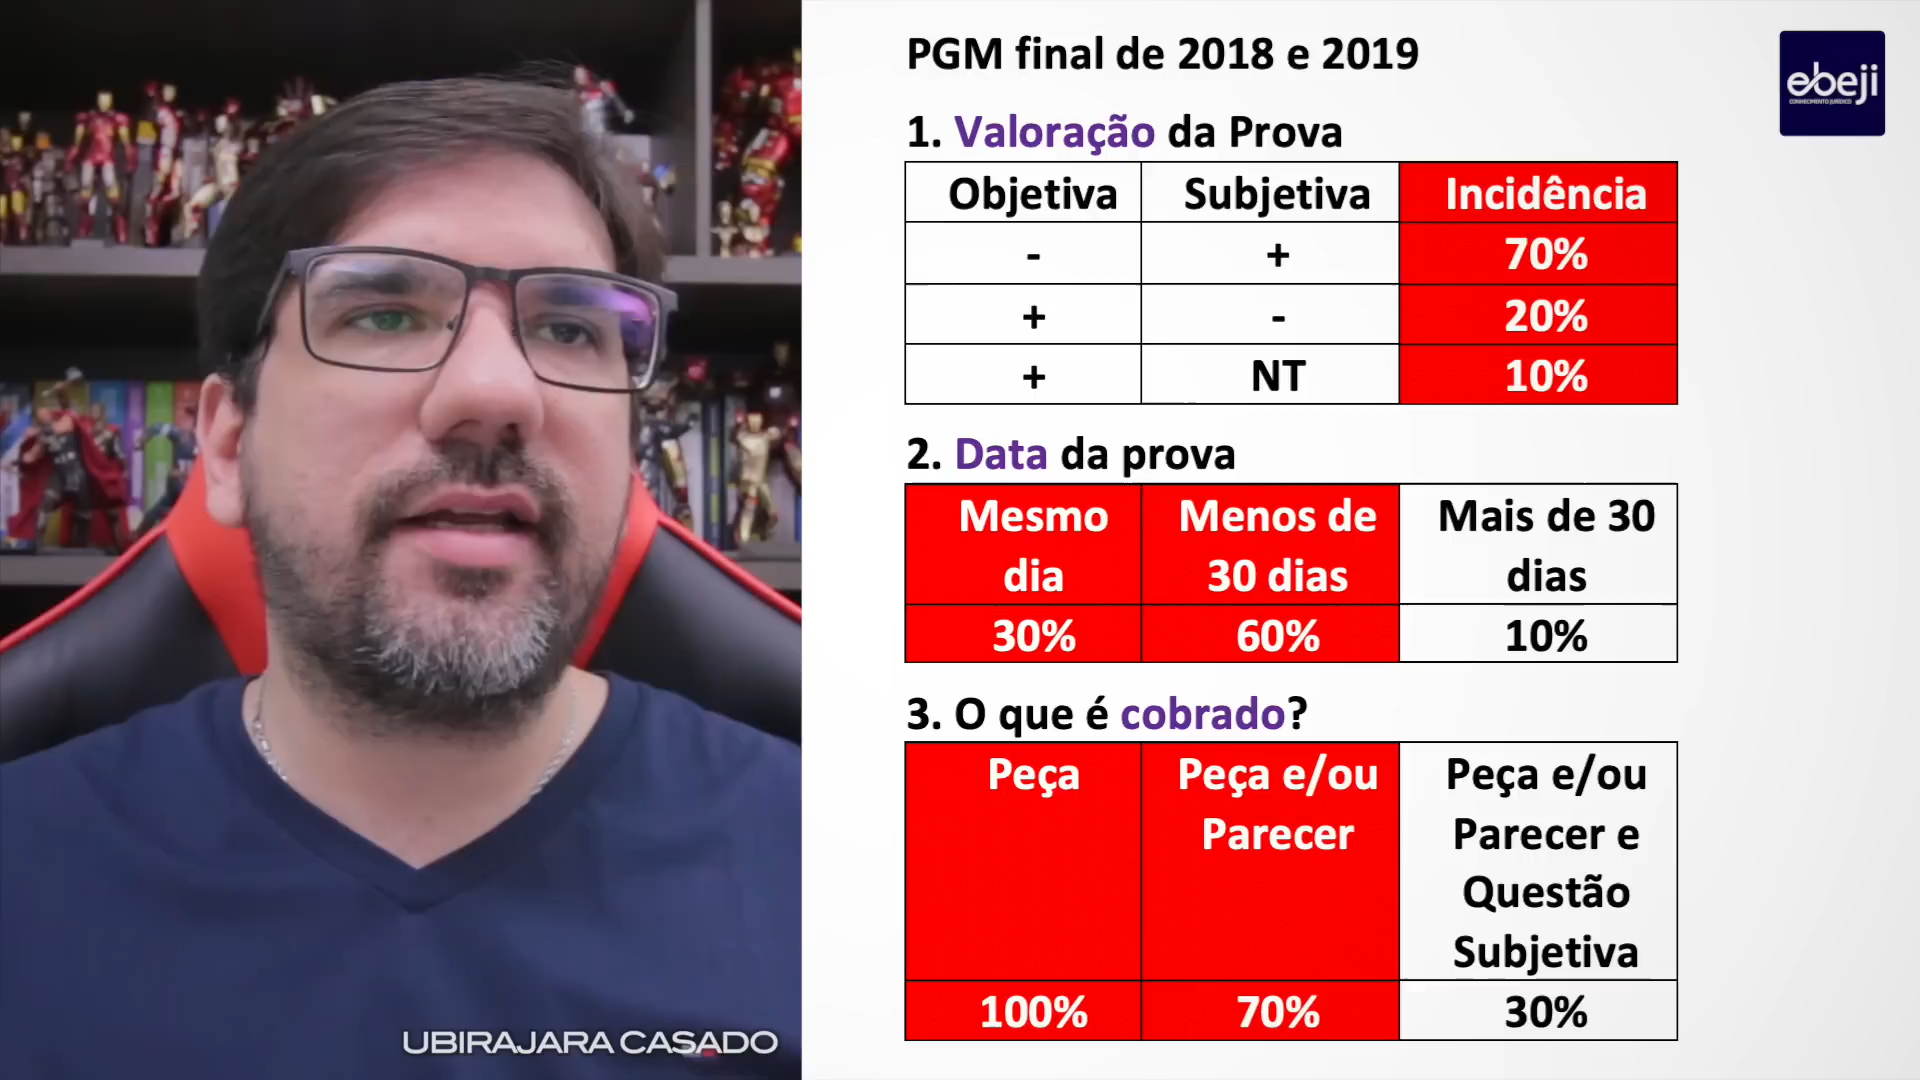 PGM final de 2018 e 2019
ebeji
CONHECIMENTO JURÍDICO
1. Valoração da Prova
Objetiva Subjetiva Incidência
- + 70%
+ - 20%
+ NT 10%
2. Data da prova
Mesmo dia Menos de 30 dias Mais de 30 dias
30% 60% 10%
3. O que é cobrado?
Peça Peça e/ou Parecer Peça e/ou Parecer e Questão Subjetiva
100% 70% 30%
UBIRAJARA CASADO